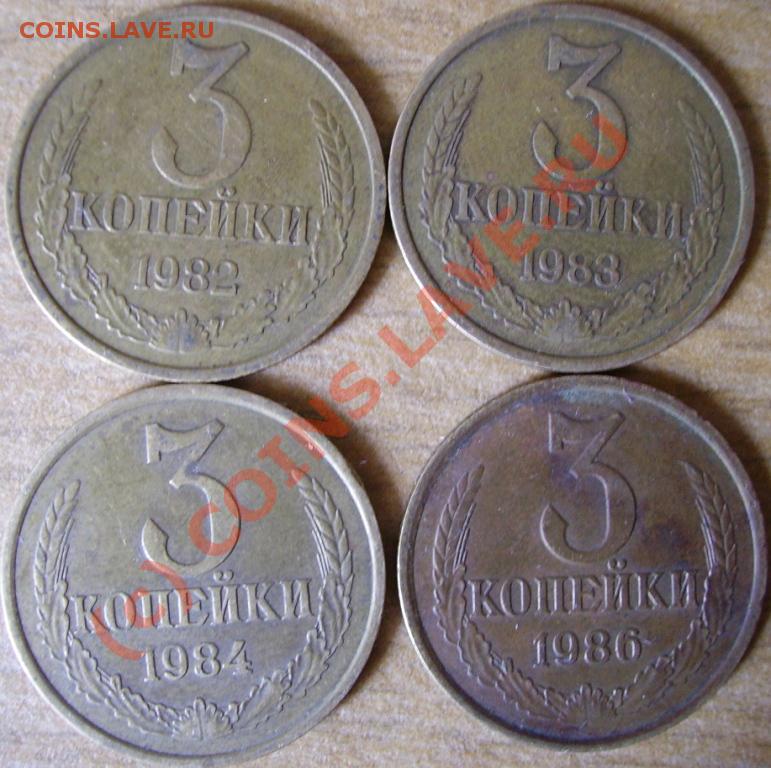 COINS.LAVE.RU
3
КОПЕЙКИ
1982
3
КОПЕЙКИ
1983
3
КОПЕЙКИ
1984
3
КОПЕЙКИ
1986
(c) COINS.LAVE.RU